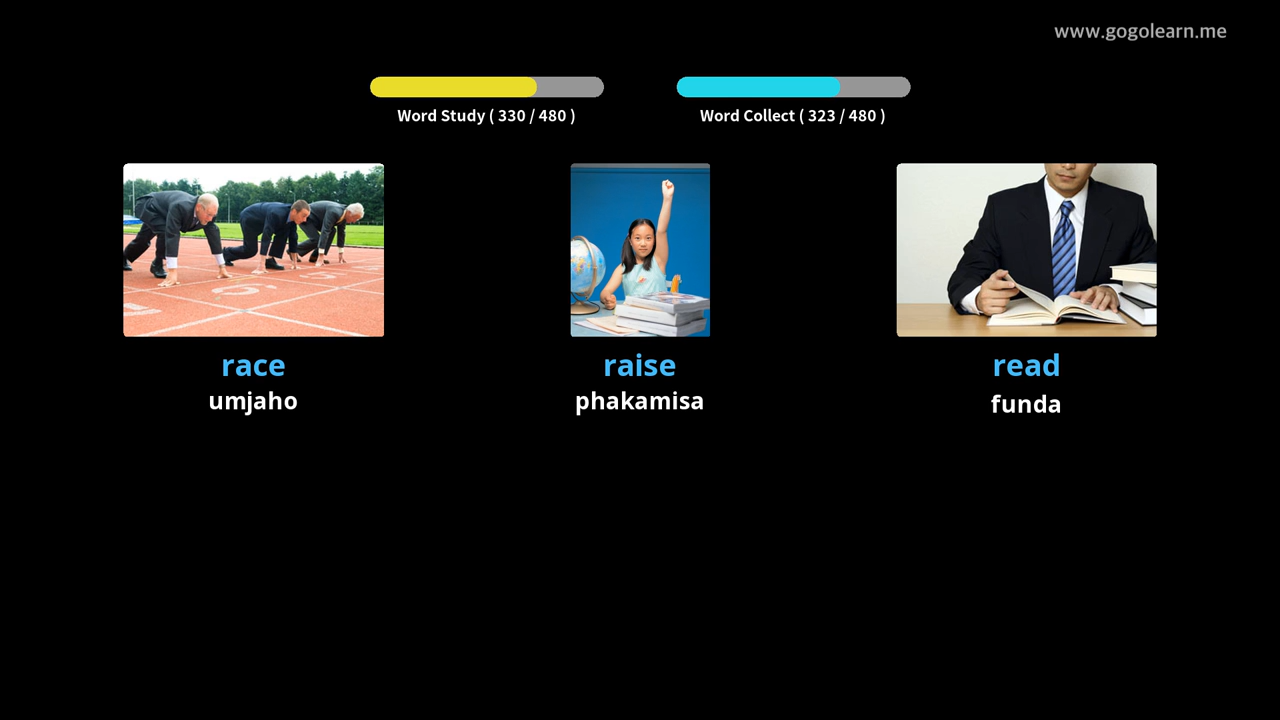 www.gogolearn.me
Word Study ( 330 / 480 )
Word Collect ( 323 / 480 )
race
umjaho
raise
phakamisa
read
funda